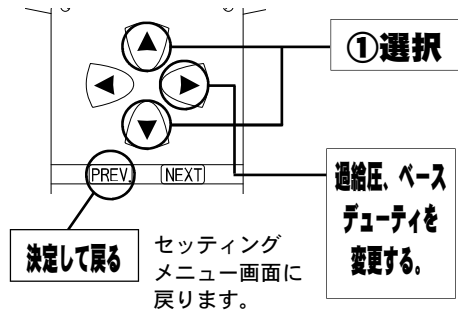 ①選択
PREV.
NEXT
過給圧、ベース
デューティを
変更する。
決定して戻る
セッティング
メニュー画面に
戻ります。